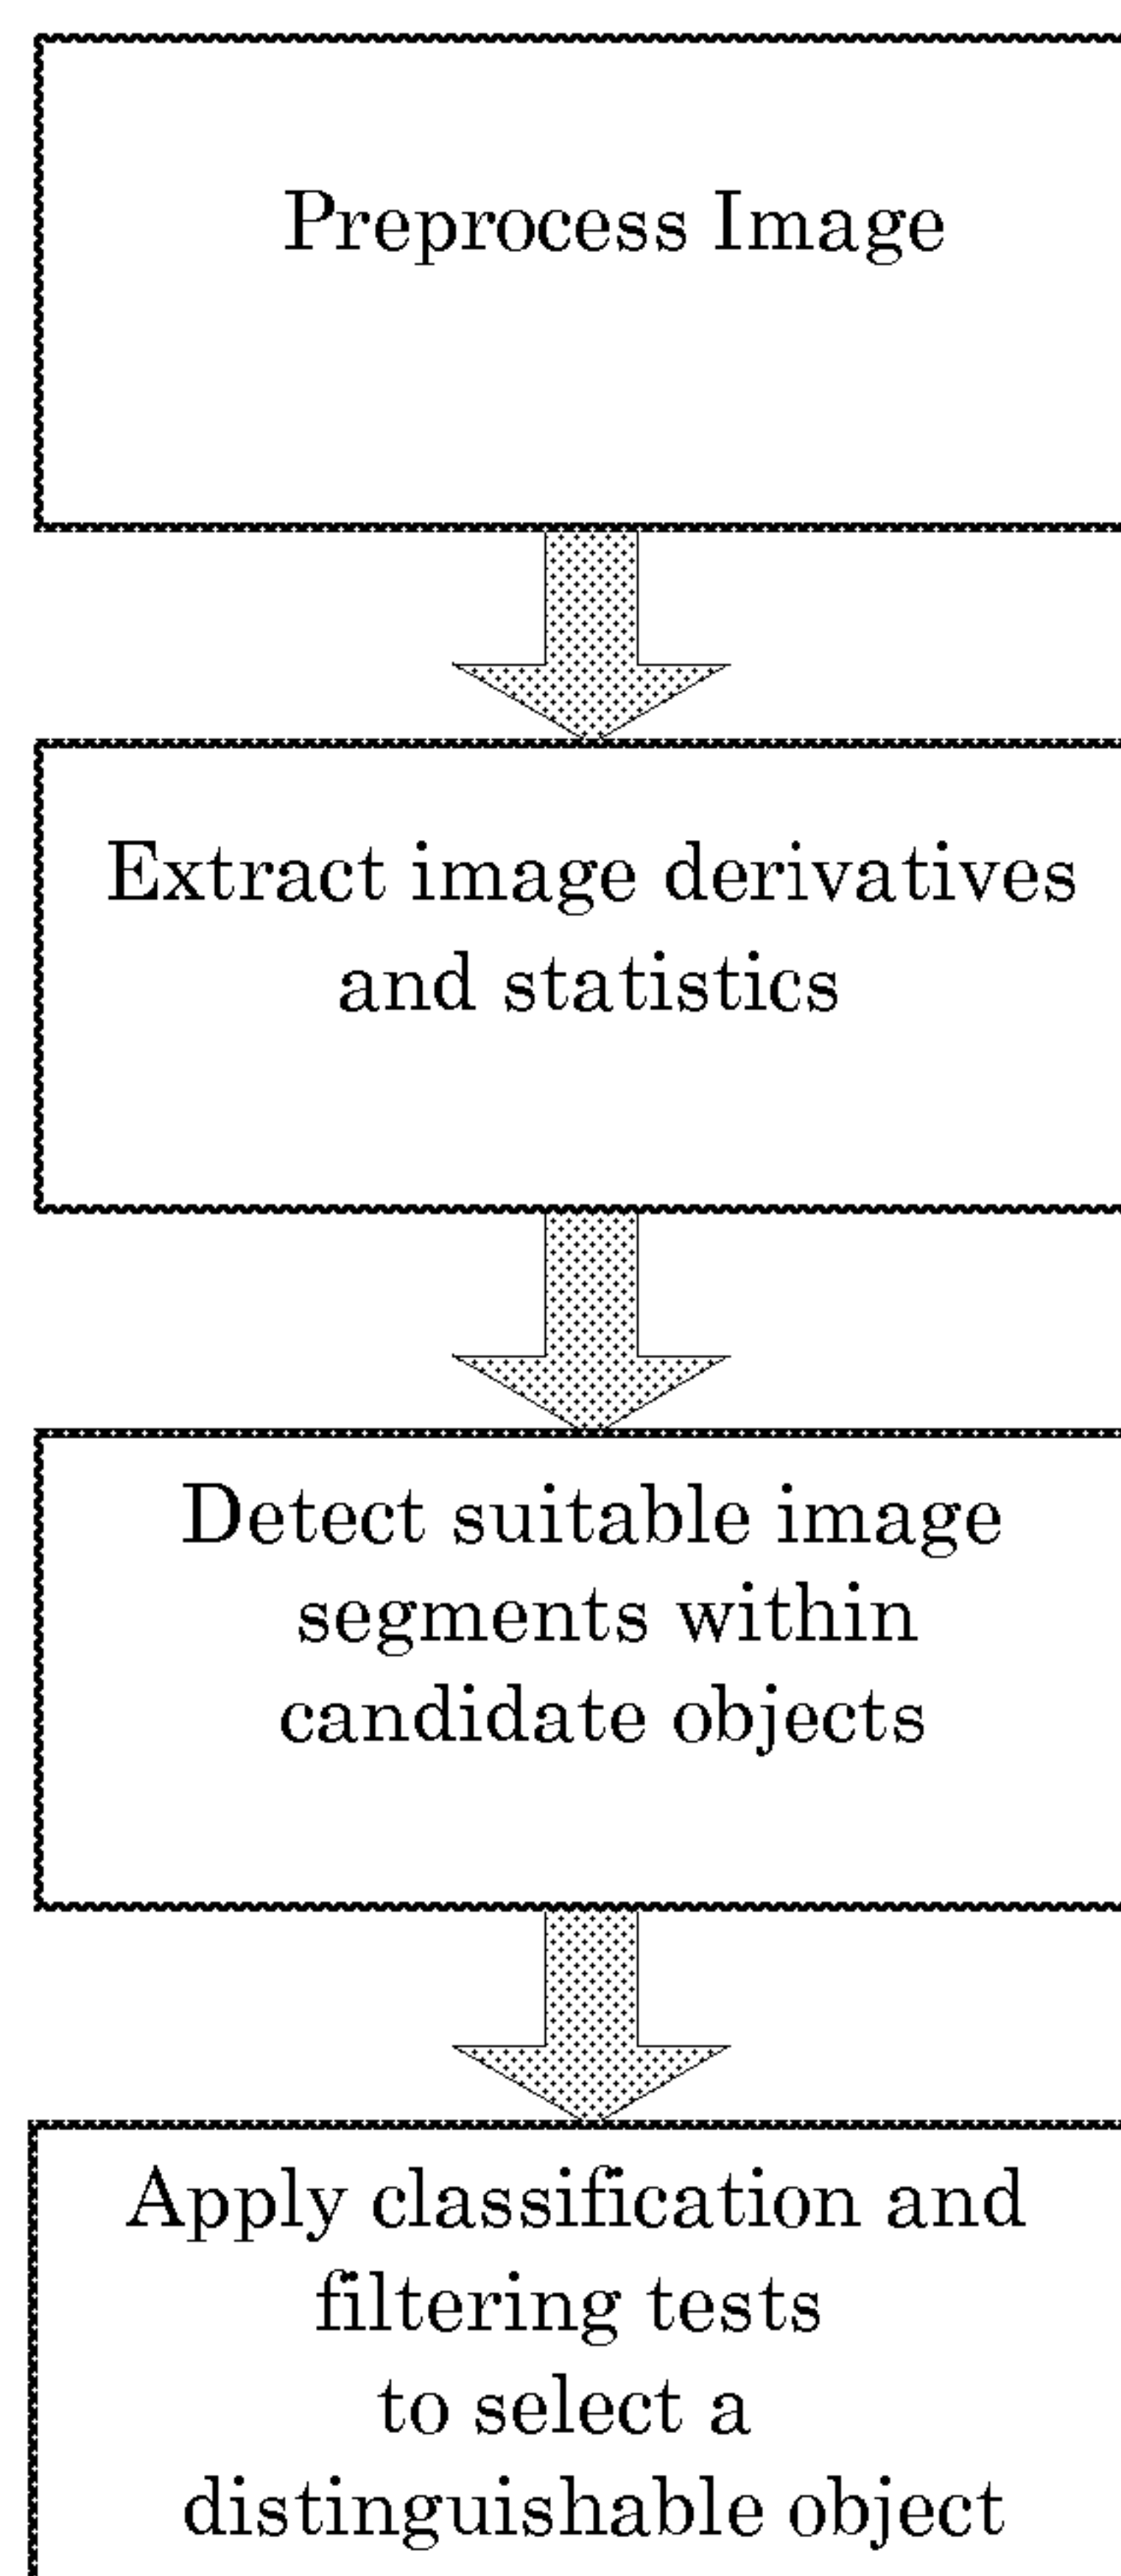 Preprocess Image
Extract image derivatives
and statistics
Detect suitable image
segments within
candidate objects
Apply classification and
filtering tests
to select a
distinguishable object